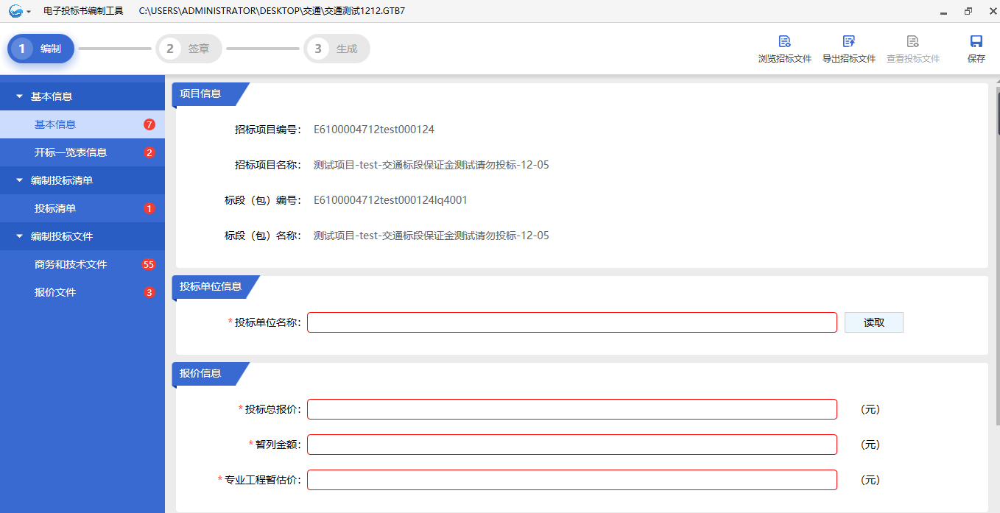 电子投标书编制工具 C:\USERS\ADMINISTRATOR\DESKTOP\交通\交通测试1212.GTB7
1 编制
2 签章
3 生成
浏览招标文件
导出招标文件
查看投标文件
保存
基本信息
基本信息 7
开标一览表信息 2
编制投标清单
投标清单 1
编制投标文件
商务和技术文件 55
报价文件 3
项目信息
招标项目编号： E6100004712test000124
招标项目名称： 测试项目-test-交通标段保证金测试请勿投标-12-05
标段（包）编号： E6100004712test000124lq4001
标段（包）名称： 测试项目-test-交通标段保证金测试请勿投标-12-05
投标单位信息
*投标单位名称： 读取
报价信息
*投标总报价： （元）
*暂列金额： （元）
*专业工程暂估价： （元）